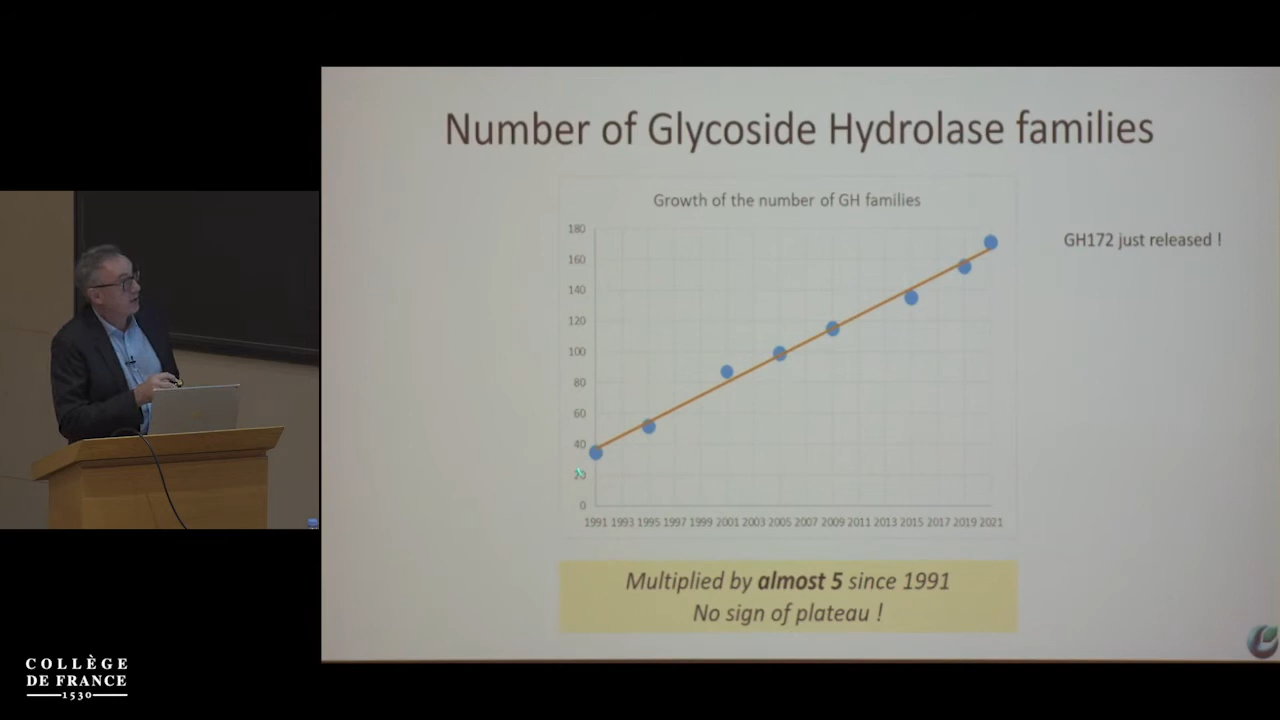 Number of Glycoside Hydrolase families
Growth of the number of GH families
GH172 just released !
180
160
140
120
100
80
60
40
20
0
1991 1993 1995 1997 1999 2001 2003 2005 2007 2009 2011 2013 2015 2017 2019 2021
Multiplied by almost 5 since 1991
No sign of plateau !
COLLÈGE
DE FRANCE
1530